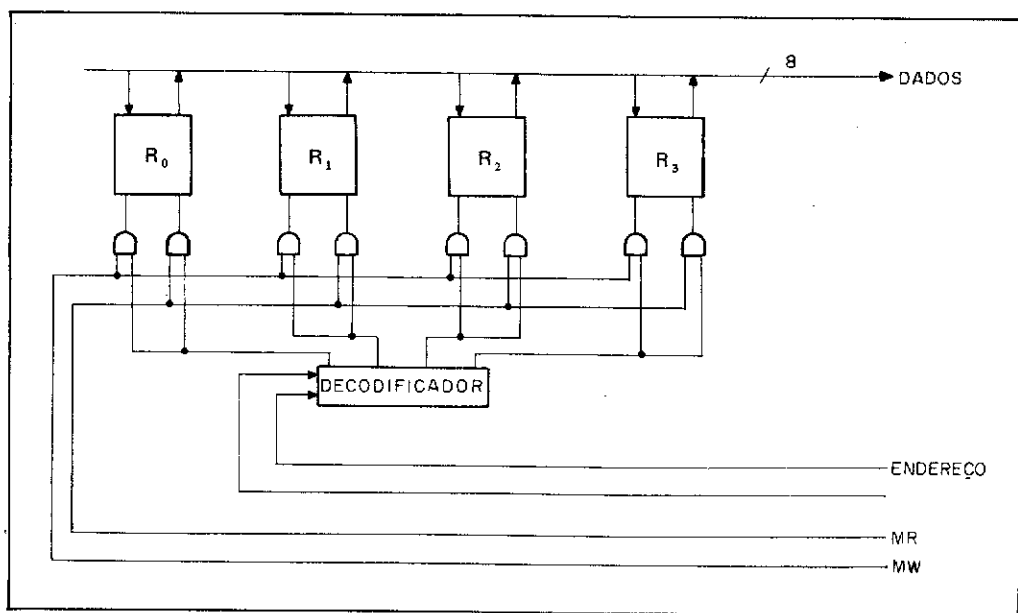 8
DADOS
R₀
R₁
R₂
R₃
DECODIFICADOR
ENDEREÇO
MR
MW